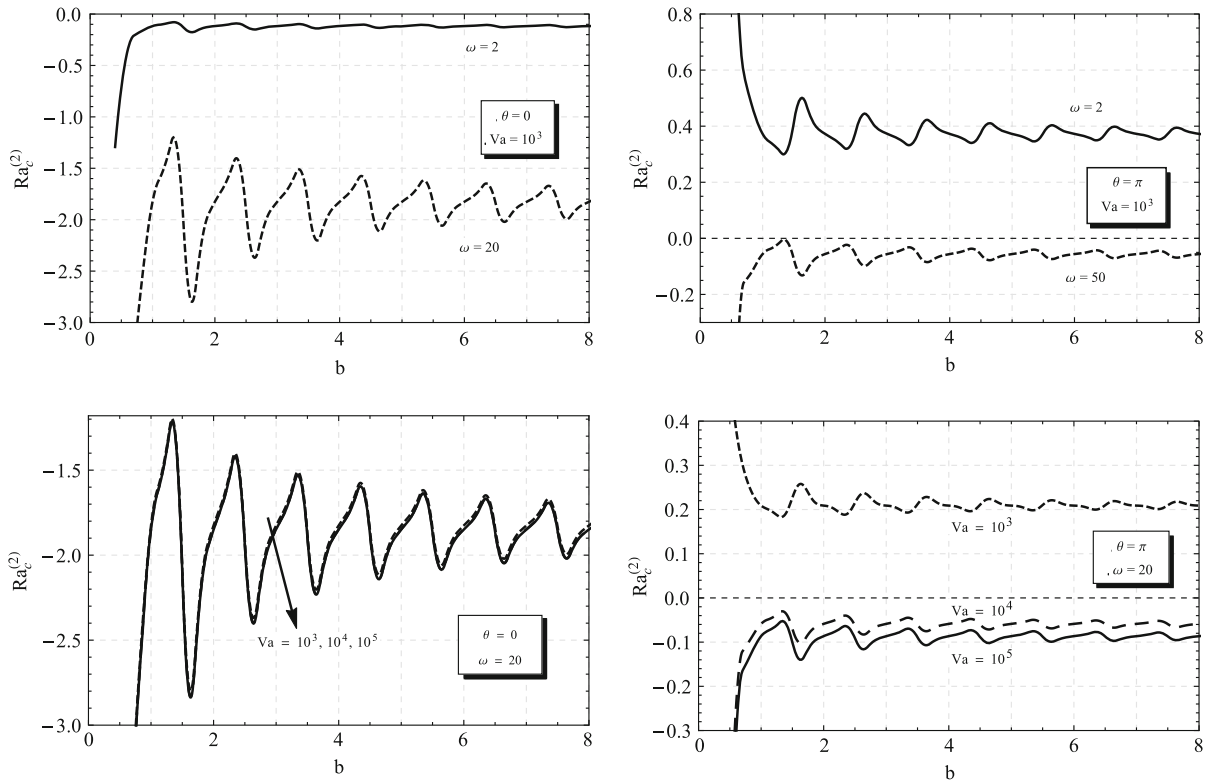 0.0
−0.5
−1.0
−1.5
−2.0
−2.5
−3.0
Ra_c^(2)
ω = 2
θ = 0
Va = 10^3
ω = 20
0 2 4 6 8
b
0.8
0.6
0.4
0.2
0.0
−0.2
Ra_c^(2)
ω = 2
θ = π
Va = 10^3
ω = 50
0 2 4 6 8
b
−1.5
−2.0
−2.5
−3.0
Ra_c^(2)
Va = 10^3, 10^4, 10^5
θ = 0
ω = 20
0 2 4 6 8
b
0.4
0.3
0.2
0.1
0.0
−0.1
−0.2
−0.3
Ra_c^(2)
Va = 10^3
θ = π
ω = 20
Va = 10^4
Va = 10^5
0 2 4 6 8
b